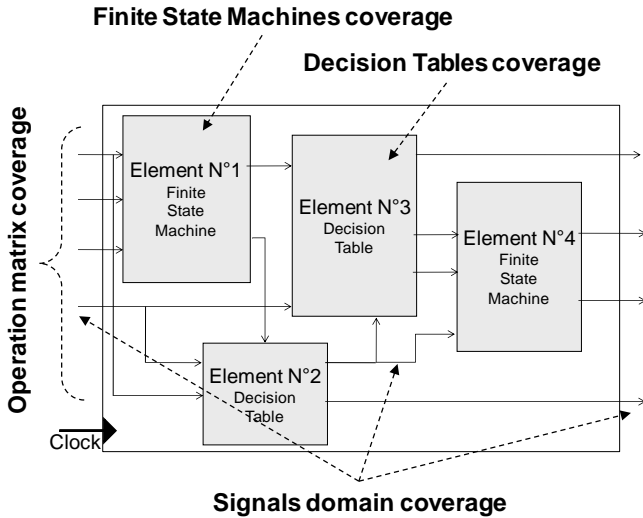 Finite State Machines coverage
Decision Tables coverage
Operation matrix coverage
Element N°1
Finite
State
Machine
Element N°3
Decision
Table
Element N°4
Finite
State
Machine
Element N°2
Decision
Table
Clock
Signals domain coverage